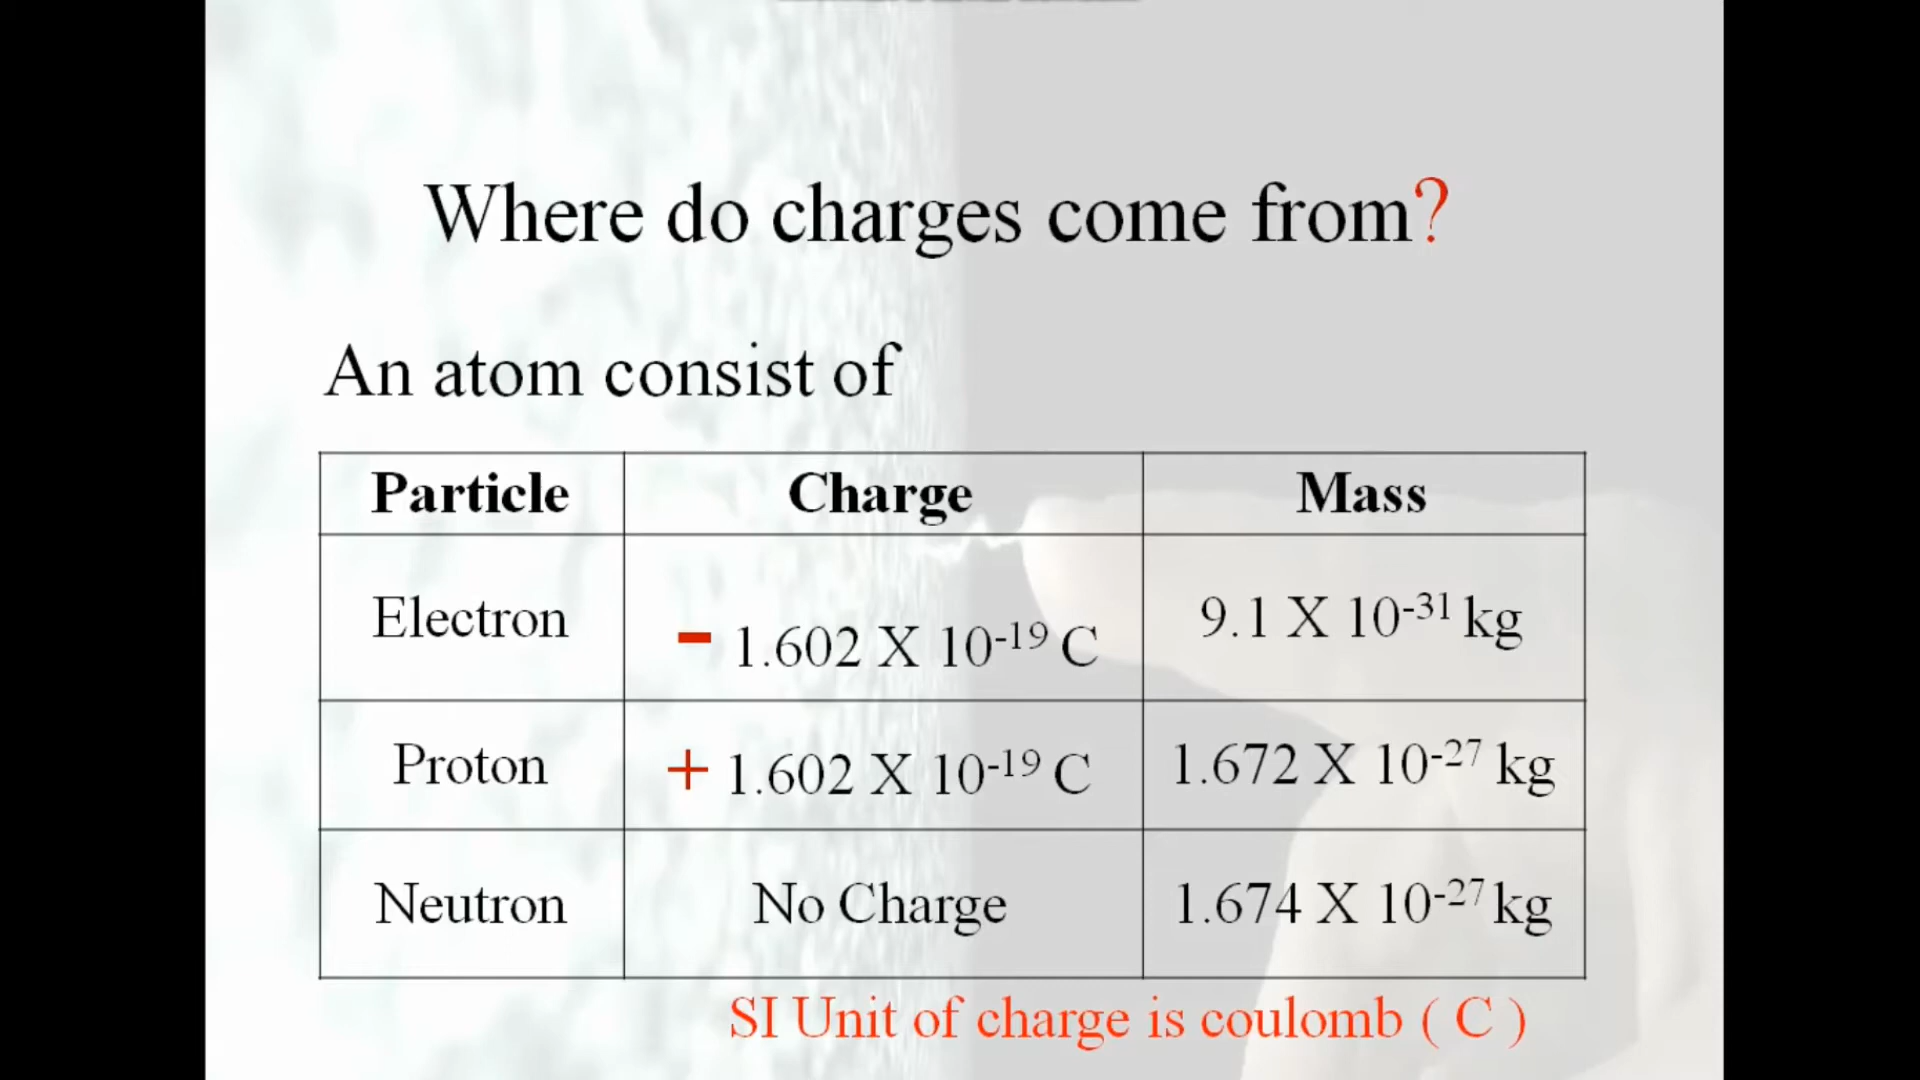 Where do charges come from?
An atom consist of
Particle Charge Mass
Electron - 1.602 X 10⁻¹⁹ C 9.1 X 10⁻³¹ kg
Proton + 1.602 X 10⁻¹⁹ C 1.672 X 10⁻²⁷ kg
Neutron No Charge 1.674 X 10⁻²⁷ kg
SI Unit of charge is coulomb ( C )